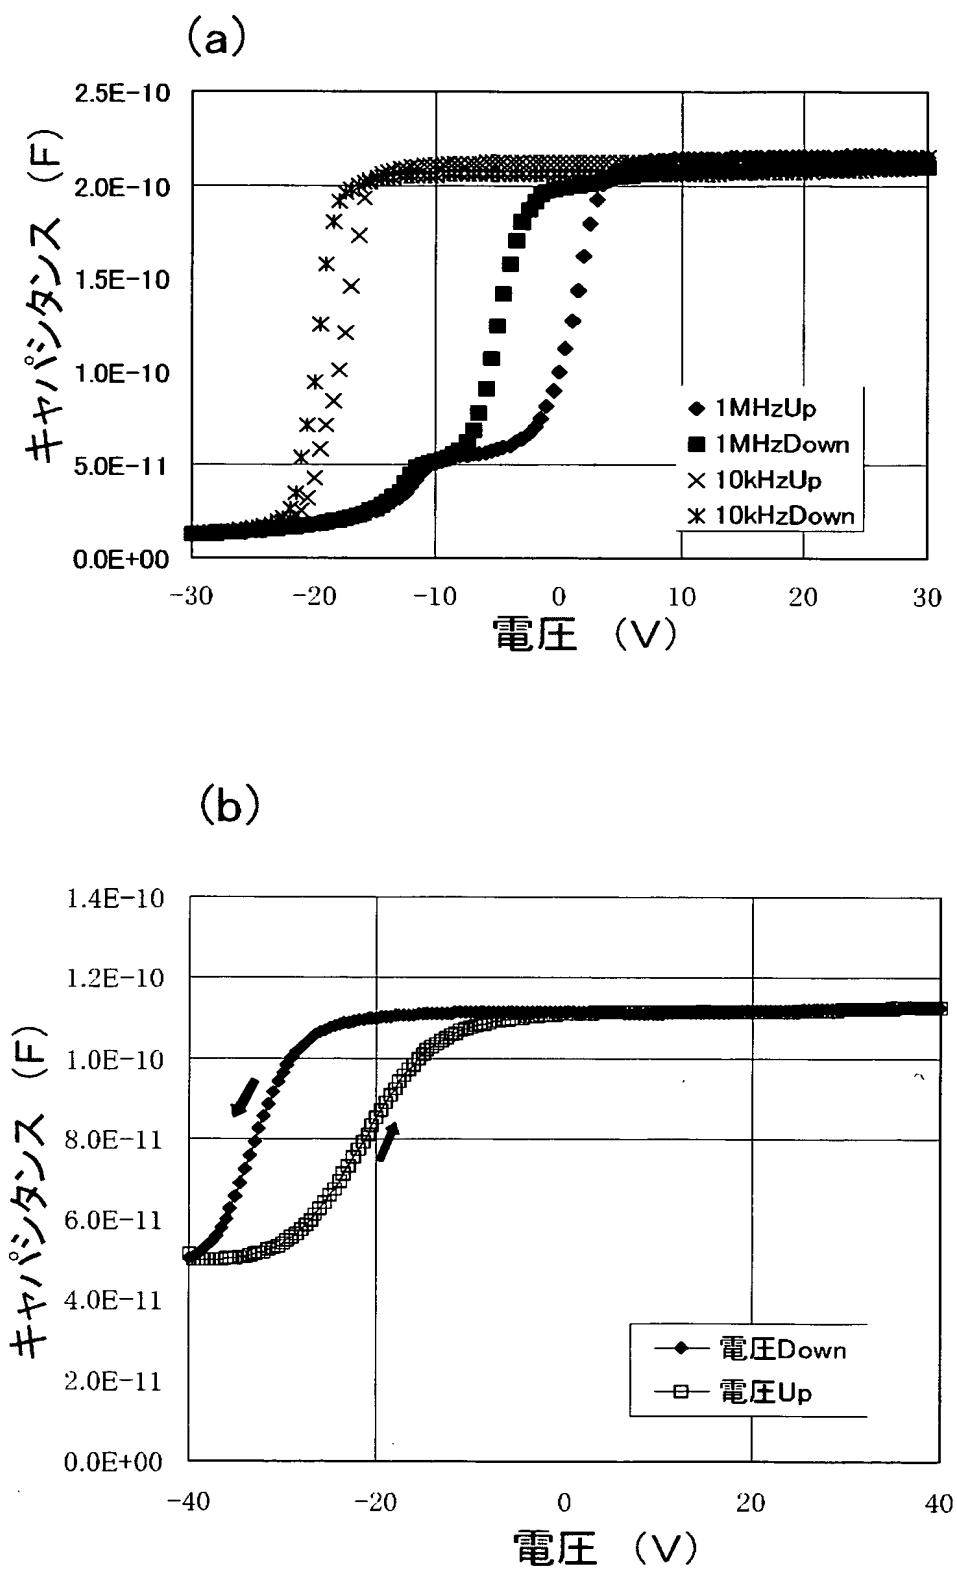 (a)
キャパシタンス (F)
2.5E-10
2.0E-10
1.5E-10
1.0E-10
5.0E-11
0.0E+00
◆ 1MHzUp
■ 1MHzDown
× 10kHzUp
✳ 10kHzDown
-30 -20 -10 0 10 20 30
電圧 (V)
(b)
キャパシタンス (F)
1.4E-10
1.2E-10
1.0E-10
8.0E-11
6.0E-11
4.0E-11
2.0E-11
0.0E+00
電圧Down
電圧Up
-40 -20 0 20 40
電圧 (V)